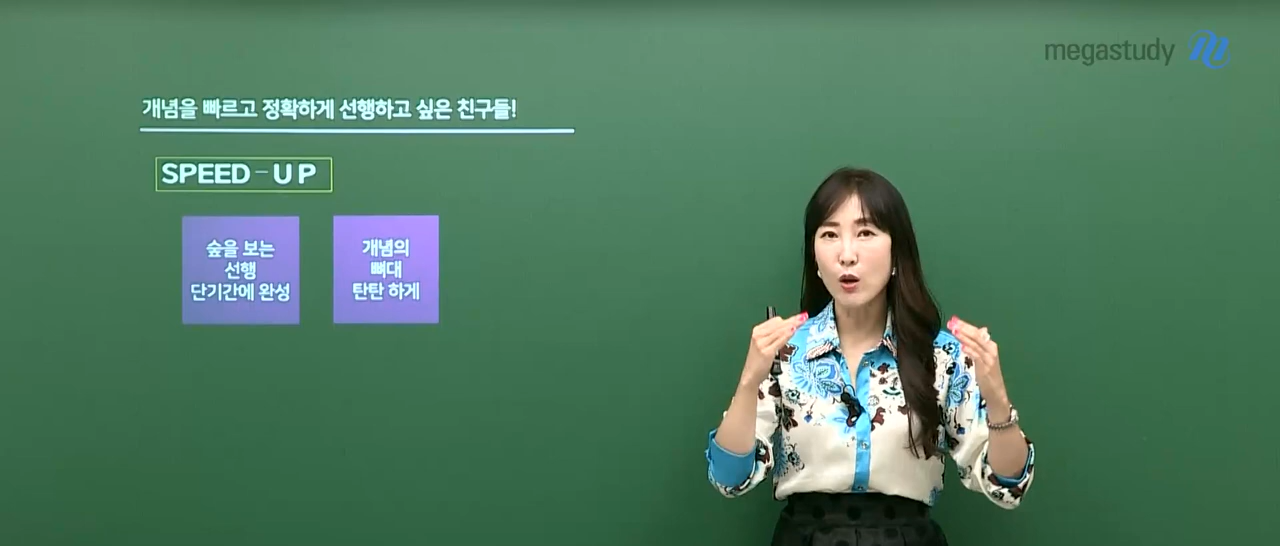 megastudy
개념을 빠르고 정확하게 선행하고 싶은 친구들!
SPEED-UP
숲을 보는
선행
단기간에 완성
개념의
뼈대
탄탄 하게